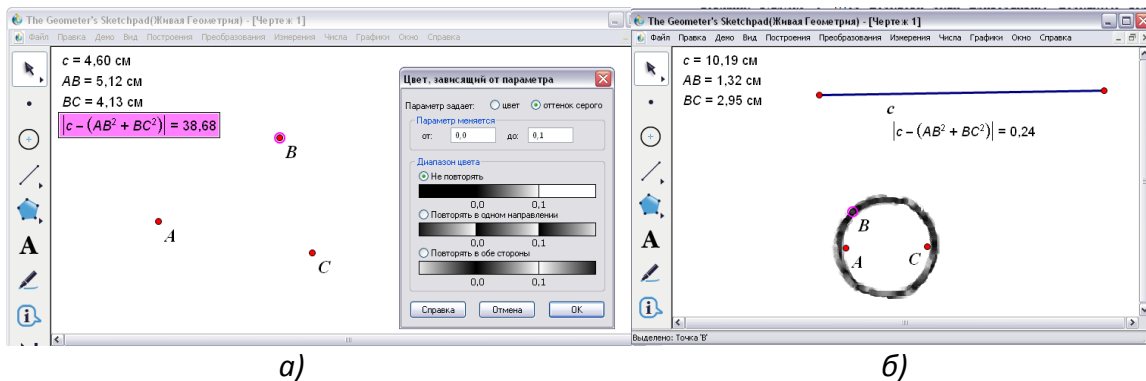 The Geometer's Sketchpad(Живая Геометрия) - [Чертеж 1]
Файл Правка Демо Вид Построения Преобразования Измерения Числа Графики Окно Справка
c = 4,60 см
AB = 5,12 см
BC = 4,13 см
|c – (AB² + BC²)| = 38,68
B
A
C
A
Цвет, зависящий от параметра
Параметр задает: цвет оттенок серого
Параметр меняется
от: 0,0 до: 0,1
Диапазон цвета
Не повторять
0,0 0,1
Повторять в одном направлении
0,0 0,1
Повторять в обе стороны
0,0 0,1
Справка Отмена OK
а)
The Geometer's Sketchpad(Живая Геометрия) - [Чертеж 1]
Файл Правка Демо Вид Построения Преобразования Измерения Числа Графики Окно Справка
c = 10,19 см
AB = 1,32 см
BC = 2,95 см
c
|c – (AB² + BC²)| = 0,24
B
A
C
A
Выделено: Точка 'B'
б)